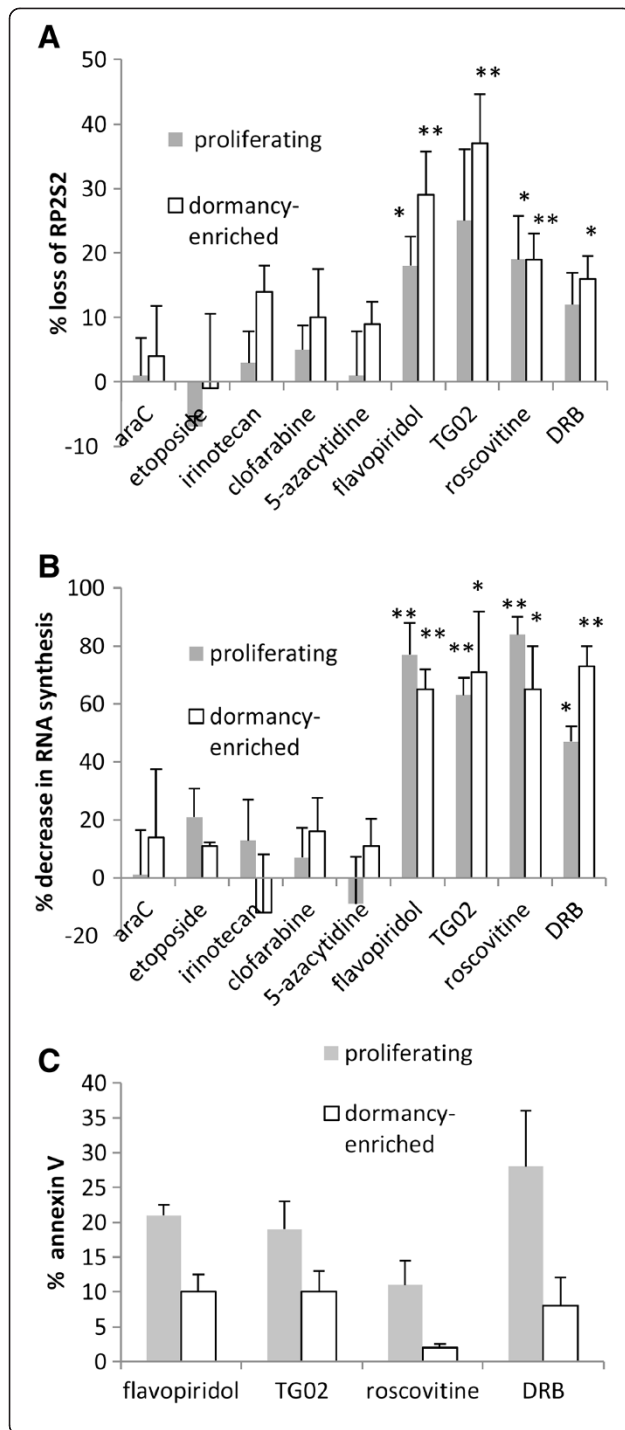 A
% loss of RP2S2
50
40
30
20
10
0
-10
proliferating
dormancy-
enriched
* ** ** * ** *
araC
etoposide
irinotecan
clofarabine
5-azacytidine
flavopiridol
TG02
roscovitine
DRB
B
% decrease in RNA synthesis
100
80
60
40
20
0
-20
proliferating
dormancy-
enriched
** ** ** * ** * * **
araC
etoposide
irinotecan
clofarabine
5-azacytidine
flavopiridol
TG02
roscovitine
DRB
C
% annexin V
40
35
30
25
20
15
10
5
0
proliferating
dormancy-
enriched
flavopiridol
TG02
roscovitine
DRB